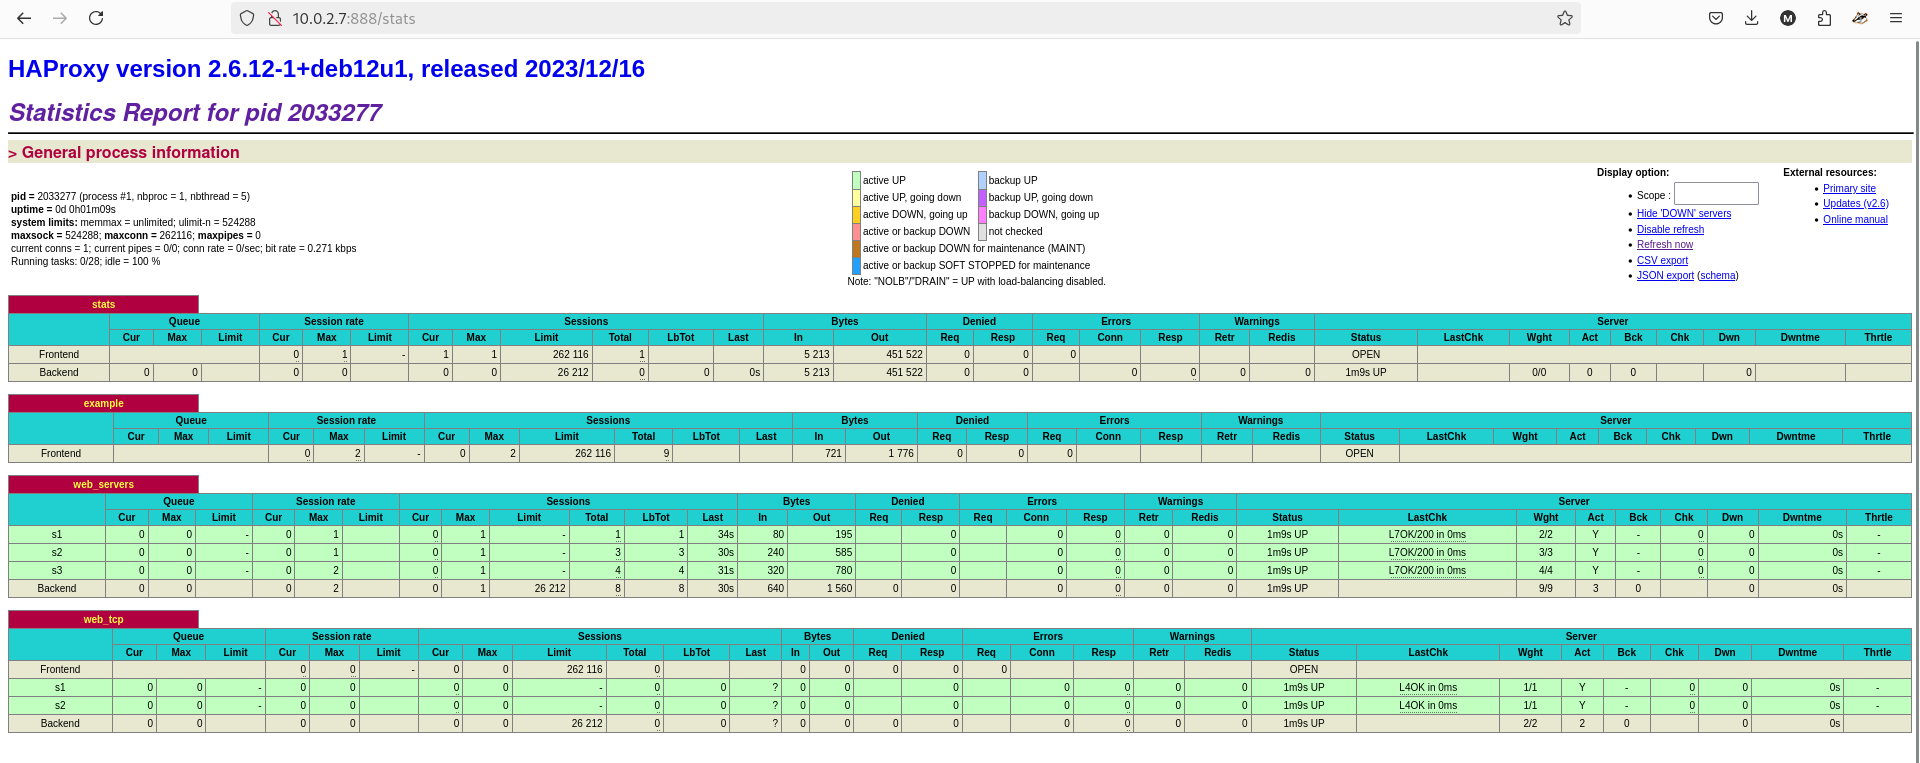 10.0.2.7:888/stats
HAProxy version 2.6.12-1+deb12u1, released 2023/12/16
Statistics Report for pid 2033277
> General process information
pid = 2033277 (process #1, nbproc = 1, nbthread = 5)
uptime = 0d 0h01m09s
system limits: memmax = unlimited; ulimit-n = 524288
maxsock = 524288; maxconn = 262116; maxpipes = 0
current conns = 1; current pipes = 0/0; conn rate = 0/sec; bit rate = 0.271 kbps
Running tasks: 0/28; idle = 100 %
active UP backup UP
active UP, going down backup UP, going down
active DOWN, going up backup DOWN, going up
active or backup DOWN not checked
active or backup DOWN for maintenance (MAINT)
active or backup SOFT STOPPED for maintenance
Note: "NOLB"/"DRAIN" = UP with load-balancing disabled.
Display option:
• Scope :
• Hide 'DOWN' servers
• Disable refresh
• Refresh now
• CSV export
• JSON export (schema)
External resources:
• Primary site
• Updates (v2.6)
• Online manual
stats
Queue Session rate Sessions Bytes Denied Errors Warnings Server
Cur Max Limit Cur Max Limit Cur Max Limit Total LbTot Last In Out Req Resp Req Conn Resp Retr Redis Status LastChk Wght Act Bck Chk Dwn Dwntme Thrtle
Frontend 0 1 - 1 1 262 116 1 5 213 451 522 0 0 0 OPEN
Backend 0 0 0 0 0 0 26 212 0 0 0s 5 213 451 522 0 0 0 0 0 0 1m9s UP 0/0 0 0 0
example
Queue Session rate Sessions Bytes Denied Errors Warnings Server
Cur Max Limit Cur Max Limit Cur Max Limit Total LbTot Last In Out Req Resp Req Conn Resp Retr Redis Status LastChk Wght Act Bck Chk Dwn Dwntme Thrtle
Frontend 0 2 - 0 2 262 116 9 721 1 776 0 0 0 OPEN
web_servers
Queue Session rate Sessions Bytes Denied Errors Warnings Server
Cur Max Limit Cur Max Limit Cur Max Limit Total LbTot Last In Out Req Resp Req Conn Resp Retr Redis Status LastChk Wght Act Bck Chk Dwn Dwntme Thrtle
s1 0 0 - 0 1 0 1 - 1 1 34s 80 195 0 0 0 0 0 1m9s UP L7OK/200 in 0ms 2/2 Y - 0 0 0s -
s2 0 0 - 0 1 0 1 - 3 3 30s 240 585 0 0 0 0 0 1m9s UP L7OK/200 in 0ms 3/3 Y - 0 0 0s -
s3 0 0 - 0 2 0 1 - 4 4 31s 320 780 0 0 0 0 0 1m9s UP L7OK/200 in 0ms 4/4 Y - 0 0 0s -
Backend 0 0 0 2 0 1 26 212 8 8 30s 640 1 560 0 0 0 0 0 0 1m9s UP 9/9 3 0 0 0s
web_tcp
Queue Session rate Sessions Bytes Denied Errors Warnings Server
Cur Max Limit Cur Max Limit Cur Max Limit Total LbTot Last In Out Req Resp Req Conn Resp Retr Redis Status LastChk Wght Act Bck Chk Dwn Dwntme Thrtle
Frontend 0 0 - 0 0 262 116 0 0 0 0 0 0 OPEN
s1 0 0 - 0 0 0 0 - 0 0 ? 0 0 0 0 0 0 0 1m9s UP L4OK in 0ms 1/1 Y - 0 0 0s -
s2 0 0 - 0 0 0 0 - 0 0 ? 0 0 0 0 0 0 0 1m9s UP L4OK in 0ms 1/1 Y - 0 0 0s -
Backend 0 0 0 0 0 0 26 212 0 0 ? 0 0 0 0 0 0 0 0 1m9s UP 2/2 2 0 0 0s